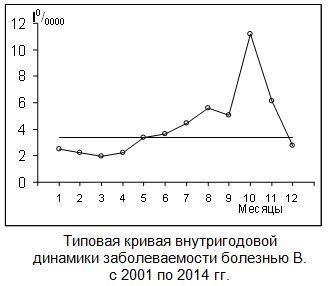 I⁰/₀₀₀₀
12
10
8
6
4
2
0
1 2 3 4 5 6 7 8 9 10 11 12
Месяцы
Типовая кривая внутригодовой
динамики заболеваемости болезнью В.
с 2001 по 2014 гг.